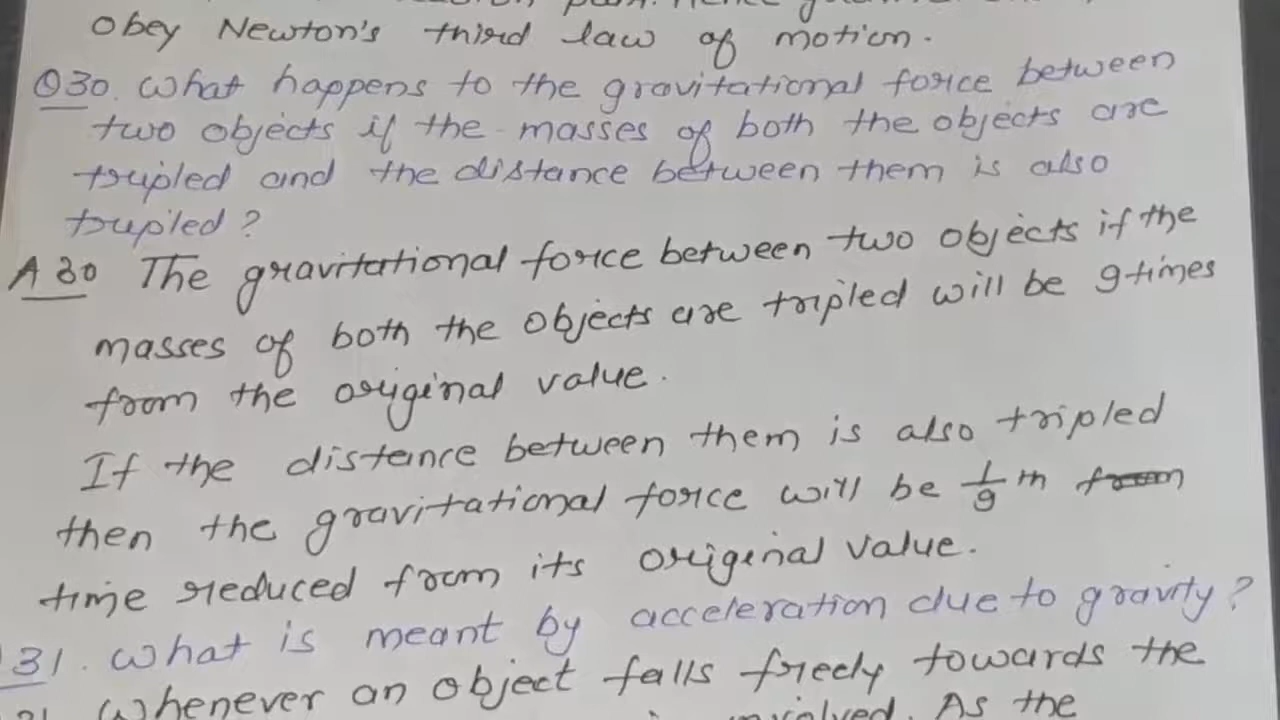 obey Newton's third law of motion.
Q30. What happens to the gravitational force between
two objects if the masses of both the objects are
tripled and the distance between them is also
tripled?
A 30 The gravitational force between two objects if the
masses of both the objects are tripled will be 9 times
from the original value.
If the distance between them is also tripled
then the gravitational force will be 1/9 th from
time reduced from its original value.
31. What is meant by acceleration due to gravity?
Whenever an object falls freely towards the
involved. As the